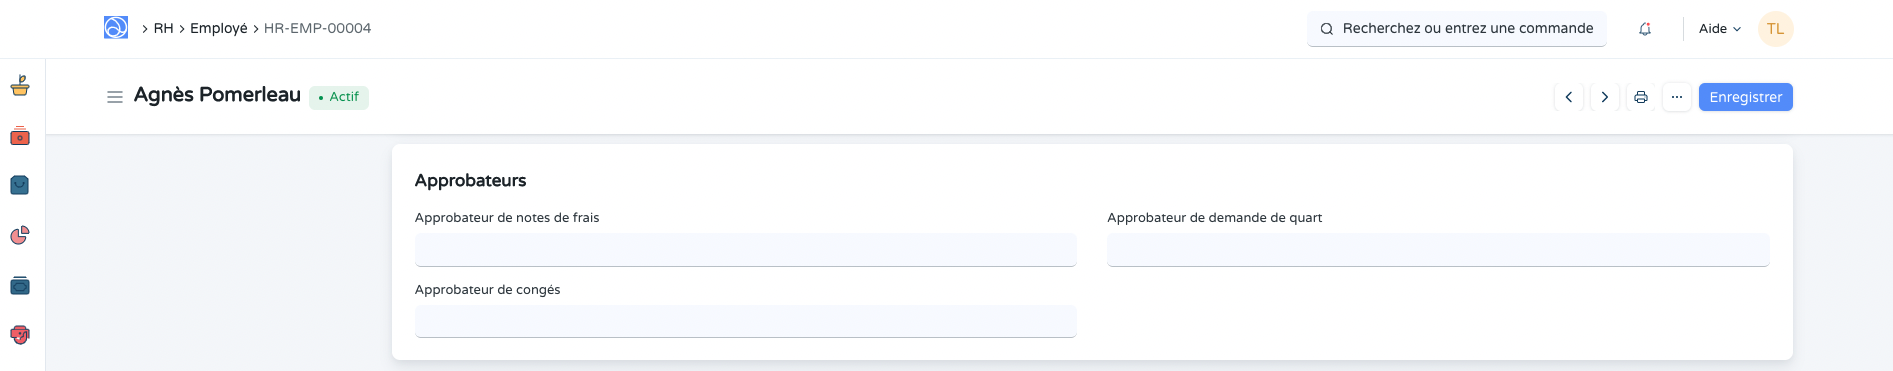 RH > Employé > HR-EMP-00004
Recherchez ou entrez une commande
Aide
TL
Agnès Pomerleau
• Actif
...
Enregistrer
Approbateurs
Approbateur de notes de frais
Approbateur de demande de quart
Approbateur de congés